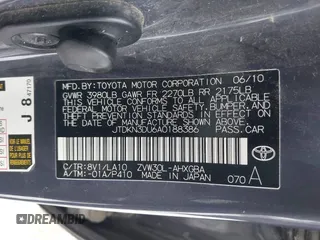 MFD.BY:TOYOTA MOTOR CORPORATION 06/10
GVWR 3980LB GAWR FR 2270LB RR 2175LB
THIS VEHICLE CONFORMS TO ALL APPLICABLE
FEDERAL MOTOR VEHICLE SAFETY, BUMPER,
AND THEFT PREVENTION STANDARDS IN EFFECT
ON THE DATE OF MANUFACTURE SHOWN ABOVE.
JTDKN3DU6A0188386
PASS. CAR
C/TR:8V1/LA10 ZVW30L-AHXGBA
A/TM:-01A/P410 MADE IN JAPAN 070 A
J 8 47170